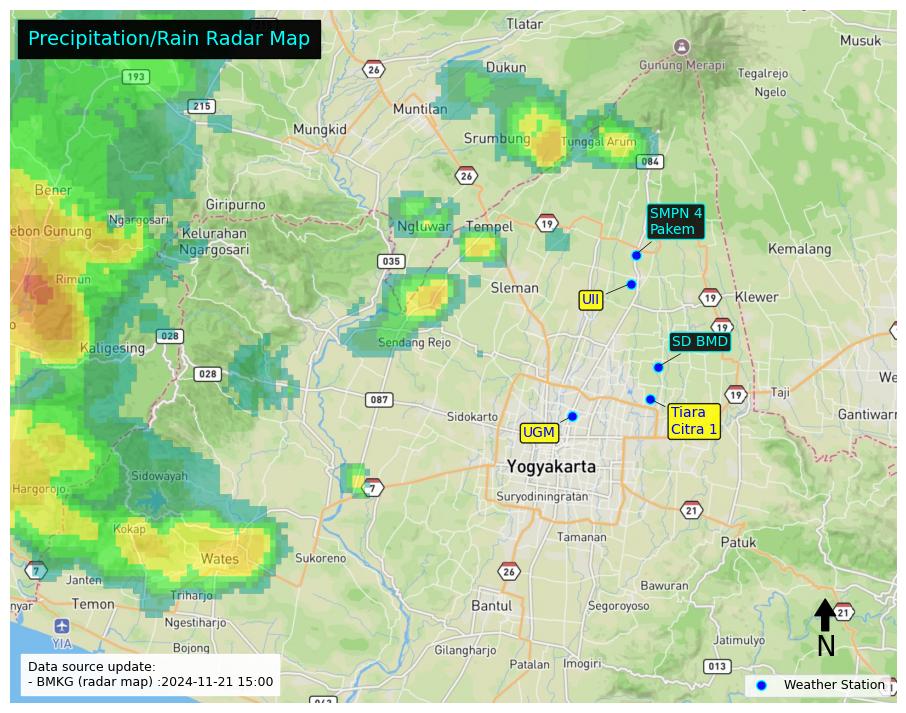 Precipitation/Rain Radar Map
Tlatar
Musuk
Dukun
Gunung Merapi
26
193
Tegalrejo
Ngelo
215
Muntilan
Mungkid
Srumbung
Tunggal Arum
084
26
Bener
Giripurno
Ngargosari
SMPN 4
Pakem
ebon Gunung
Kelurahan
Ngargosari
Ngluwar
Tempel
19
Kemalang
035
Rimun
Sleman
UII
19
Klewer
028
19
Kaligesing
Sendang Rejo
SD BMD
028
We
087
19
Taji
Sidokarto
Tiara
Citra 1
Gantiwarr
UGM
Yogyakarta
Sidowayah
7
Hargorojo
Suryodiningratan
21
Kokap
Tamanan
Patuk
Wates
Sukoreno
7
Janten
26
Bawuran
Triharjo
nyar
Temon
Bantul
Segoroyoso
21
Ngestiharjo
YIA
N
Bojong
Jatimulyo
Gilangharjo
Patalan
Imogiri
013
Data source update:
- BMKG (radar map) :2024-11-21 15:00
Weather Station